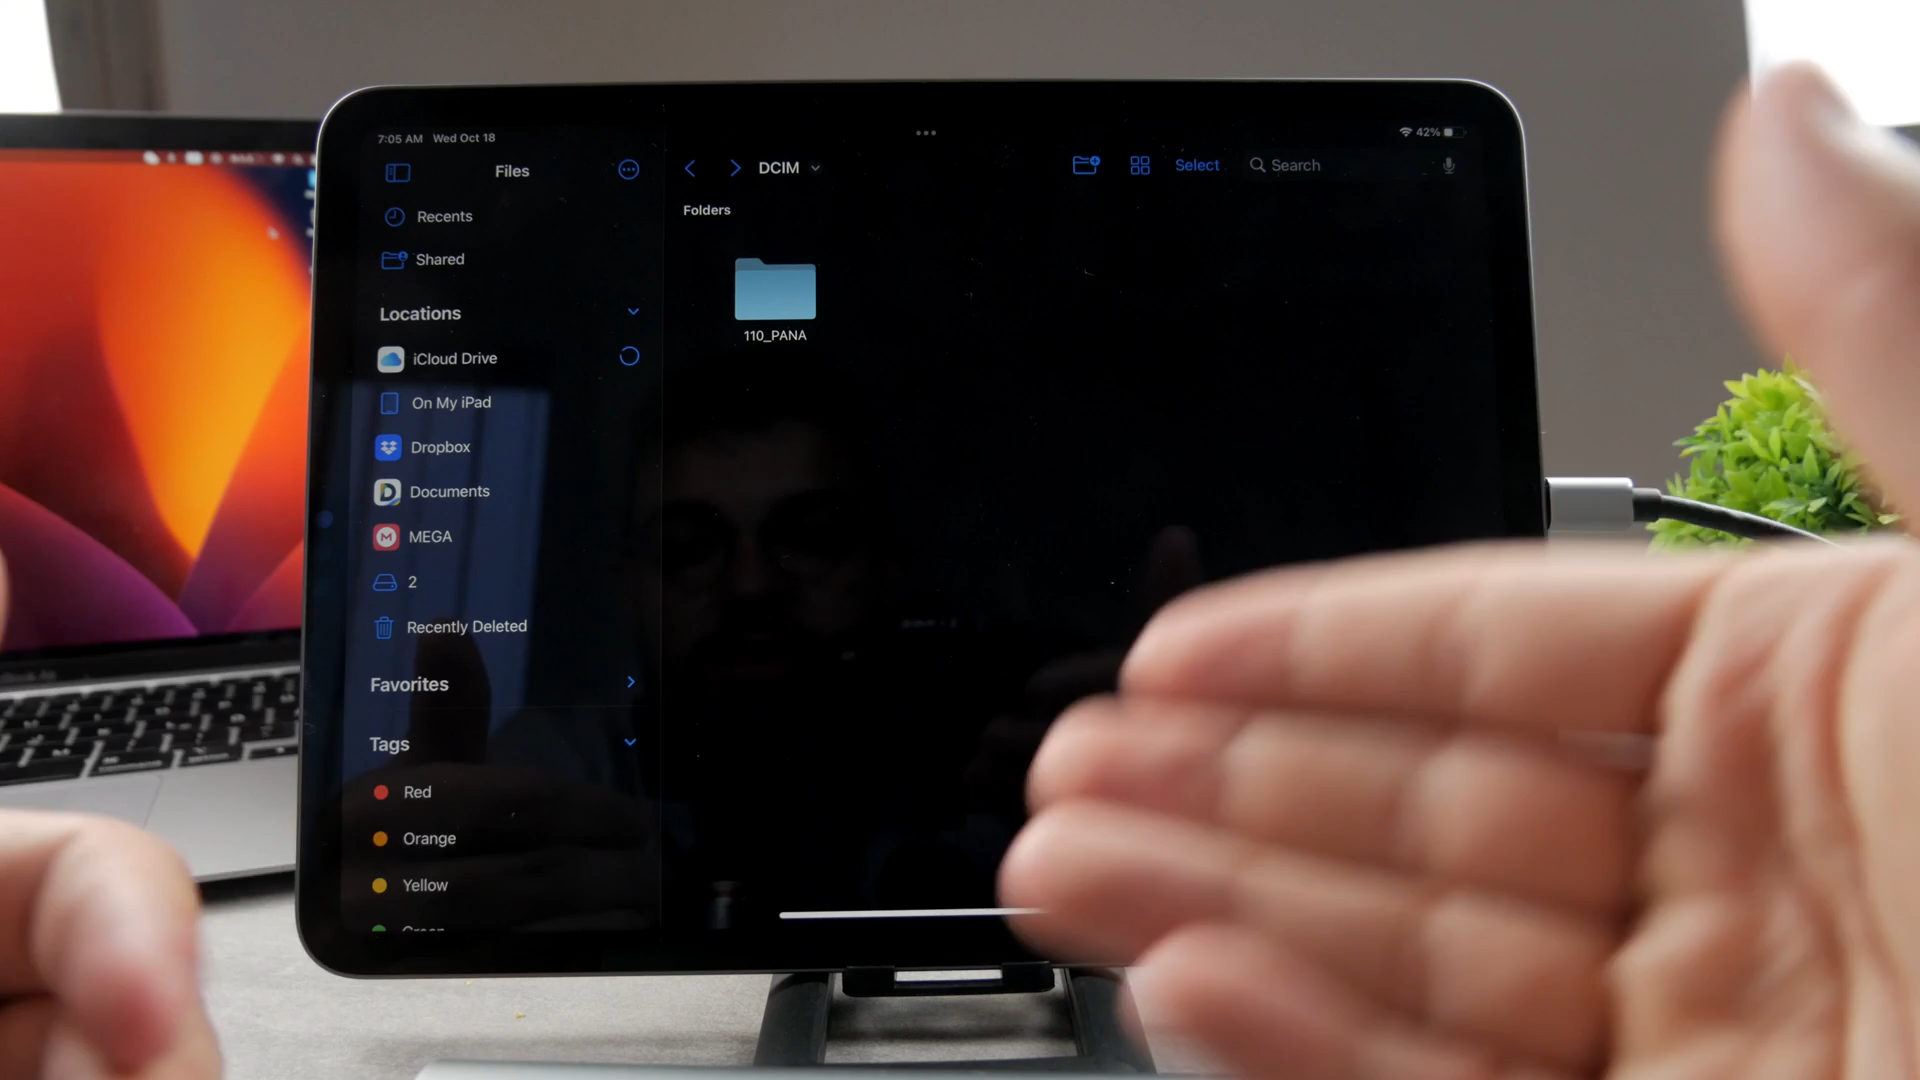 7:05 AM Wed Oct 18
42%
Files
DCIM
Select
Search
Recents
Shared
Folders
110_PANA
Locations
iCloud Drive
On My iPad
Dropbox
Documents
MEGA
2
Recently Deleted
Favorites
Tags
Red
Orange
Yellow
Green